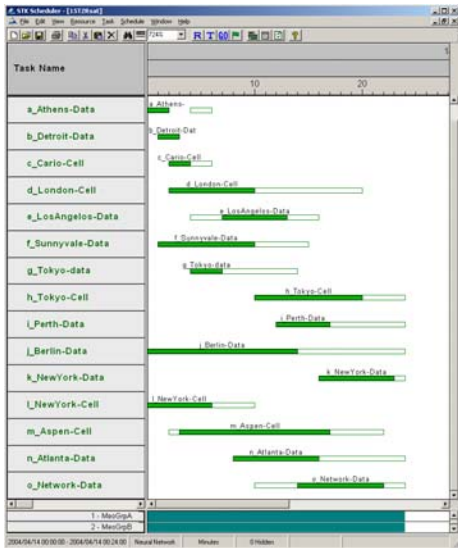 STK Scheduler - [1ST2Rsat]
File Edit View Resource Task Schedule Window Help
724% R T GO
Task Name
10 20
a_Athens-Data a_Athens-
b_Detroit-Data b_Detroit-Dat
c_Cario-Cell c_Cario-Cell
d_London-Cell d_London-Cell
e_LosAngelos-Data e_LosAngelos-Data
f_Sunnyvale-Data f_Sunnyvale-Data
g_Tokyo-data g_Tokyo-data
h_Tokyo-Cell h_Tokyo-Cell
i_Perth-Data i_Perth-Data
j_Berlin-Data j_Berlin-Data
k_NewYork-Data k_NewYork-Data
l_NewYork-Cell l_NewYork-Cell
m_Aspen-Cell m_Aspen-Cell
n_Atlanta-Data n_Atlanta-Data
o_Network-Data o_Network-Data
1 - MeoGrpA
2 - MeoGrpB
2004/04/14 00:00:00 - 2004/04/14 00:24:00 Neural Network Minutes 0 Hidden